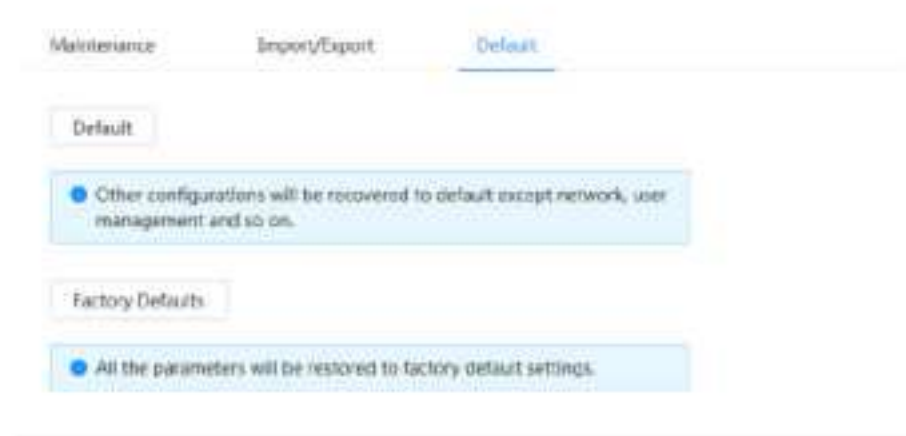 Maintenance Import/Export Default
Default
Other configurations will be recovered to default except network, user
management and so on.
Factory Defaults
All the parameters will be restored to factory default settings.